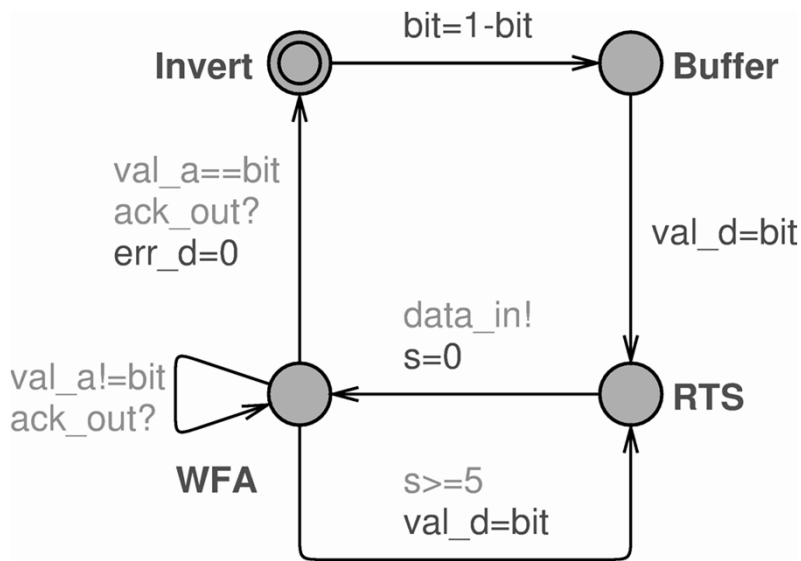 bit=1-bit
Invert
Buffer
val_a==bit
ack_out?
err_d=0
val_d=bit
data_in!
s=0
val_a!=bit
ack_out?
RTS
WFA
s>=5
val_d=bit